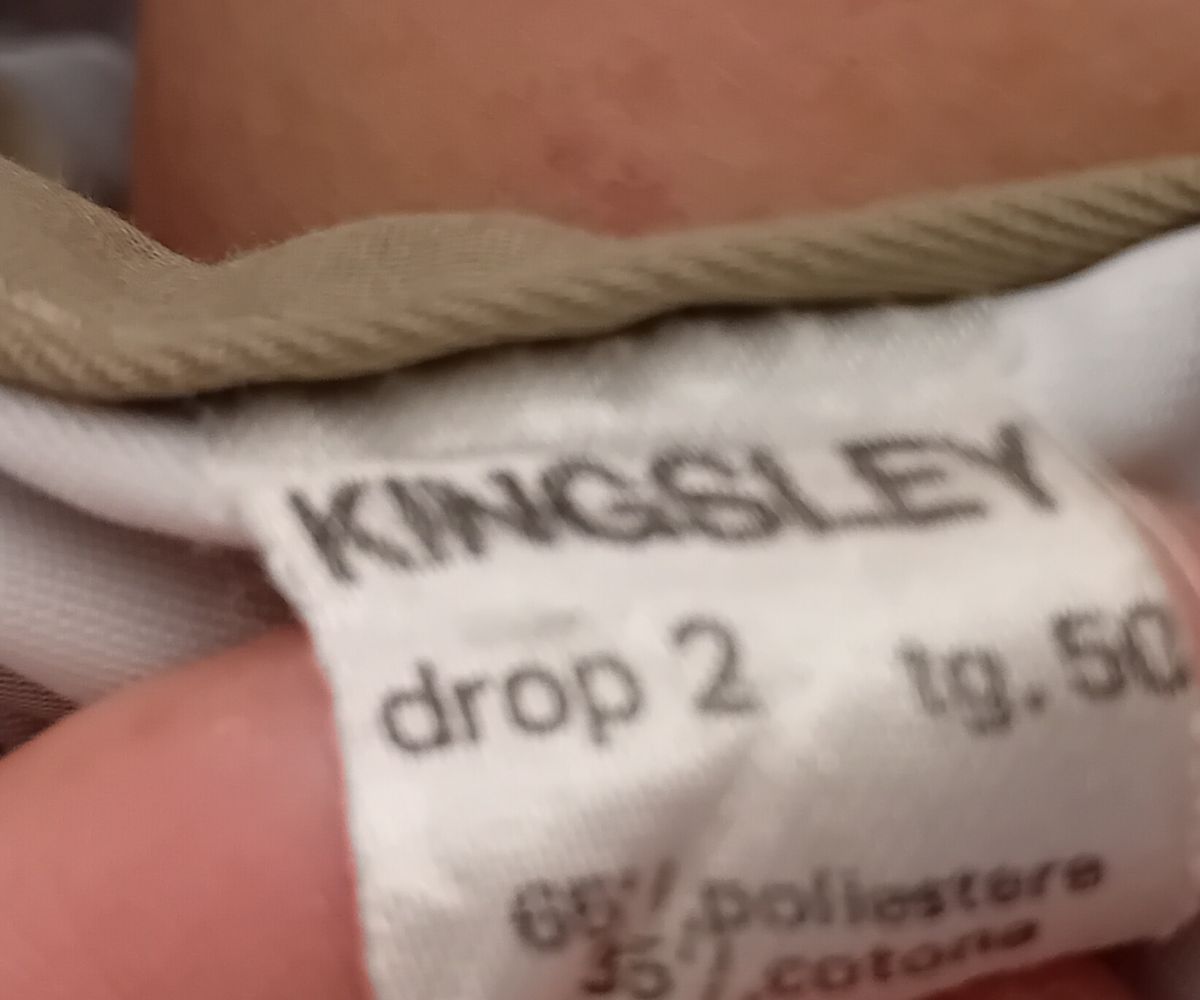 KINGSLEY
drop 2 tg. 50
65% poliestere
35% cotone